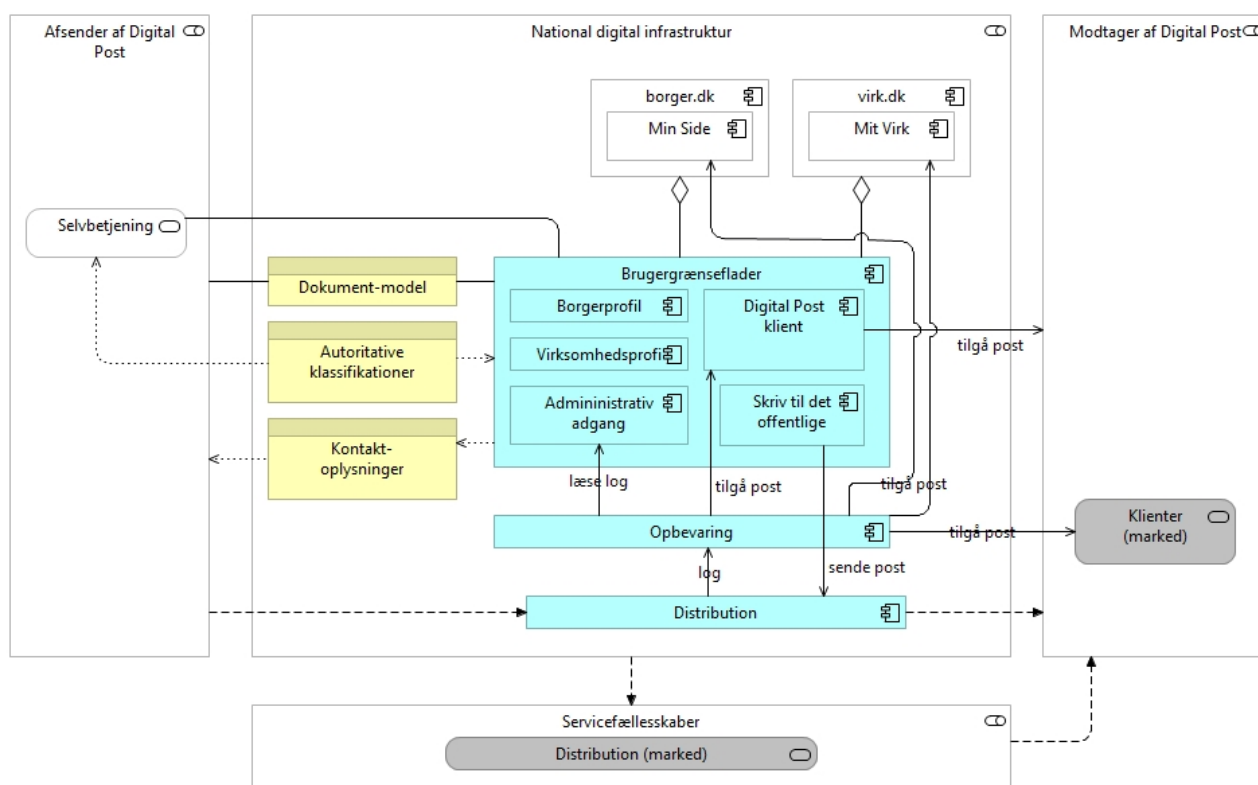 Afsender af Digital
Post
National digital infrastruktur
Modtager af Digital Post
borger.dk
virk.dk
Min Side
Mit Virk
Selvbetjening
Dokument-model
Brugergrænseflader
Borgerprofil
Digital Post
klient
tilgå post
Autoritative
klassifikationer
Virksomhedsprofil
Admininistrativ
adgang
Skriv til det
offentlige
Kontakt-
oplysninger
læse log
tilgå post
tilgå post
Opbevaring
tilgå post
Klienter
(marked)
log
sende post
Distribution
Servicefællesskaber
Distribution (marked)